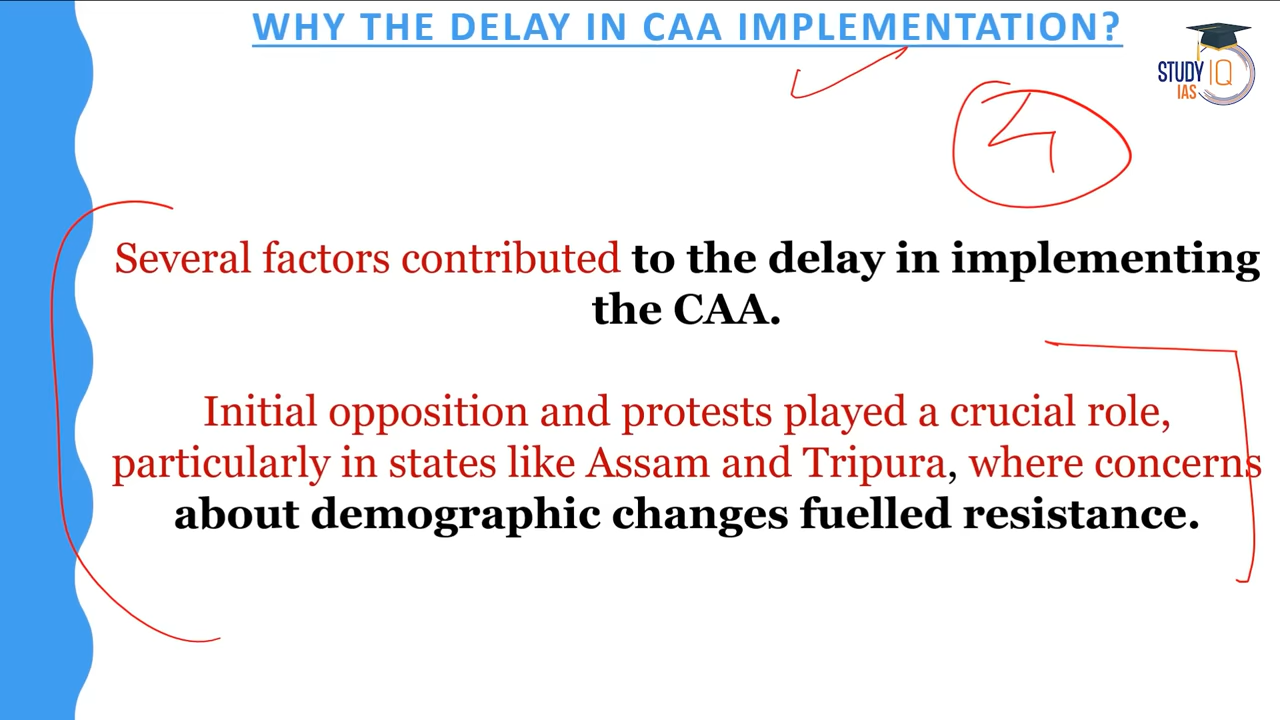 WHY THE DELAY IN CAA IMPLEMENTATION?
STUDY IQ
IAS
4
Several factors contributed to the delay in implementing
the CAA.
Initial opposition and protests played a crucial role,
particularly in states like Assam and Tripura, where concerns
about demographic changes fuelled resistance.